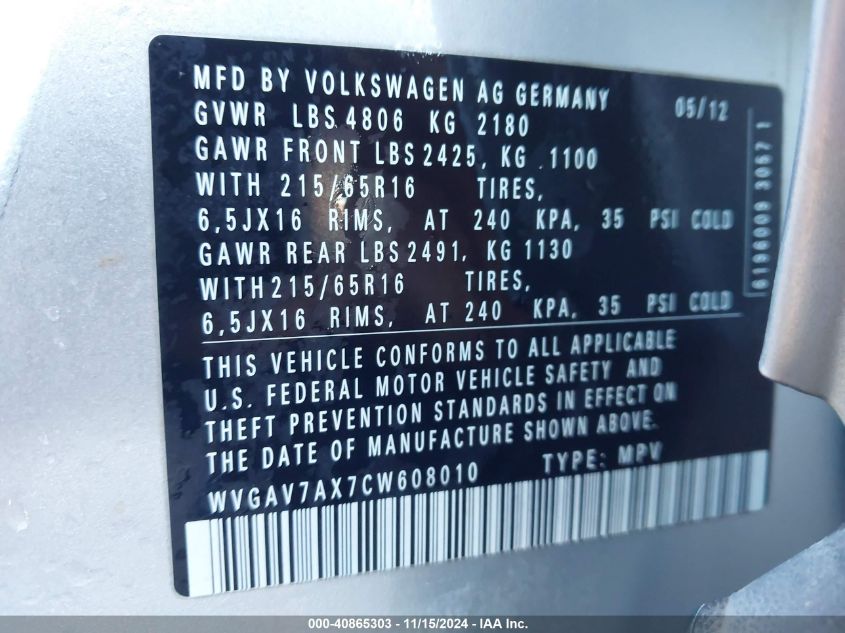 MFD BY VOLKSWAGEN AG GERMANY 05/12
GVWR LBS 4806 KG 2180
GAWR FRONT LBS 2425, KG 1100
WITH 215/65R16 TIRES,
6,5JX16 RIMS, AT 240 KPA, 35 PSI COLD
GAWR REAR LBS 2491, KG 1130
WITH 215/65R16 TIRES,
6,5JX16 RIMS, AT 240 KPA, 35 PSI COLD
THIS VEHICLE CONFORMS TO ALL APPLICABLE
U.S. FEDERAL MOTOR VEHICLE SAFETY AND
THEFT PREVENTION STANDARDS IN EFFECT ON
THE DATE OF MANUFACTURE SHOWN ABOVE.
WVGAV7AX7CW608010 TYPE: MPV
6196009 3067 1
000-40865303 - 11/15/2024 - IAA Inc.